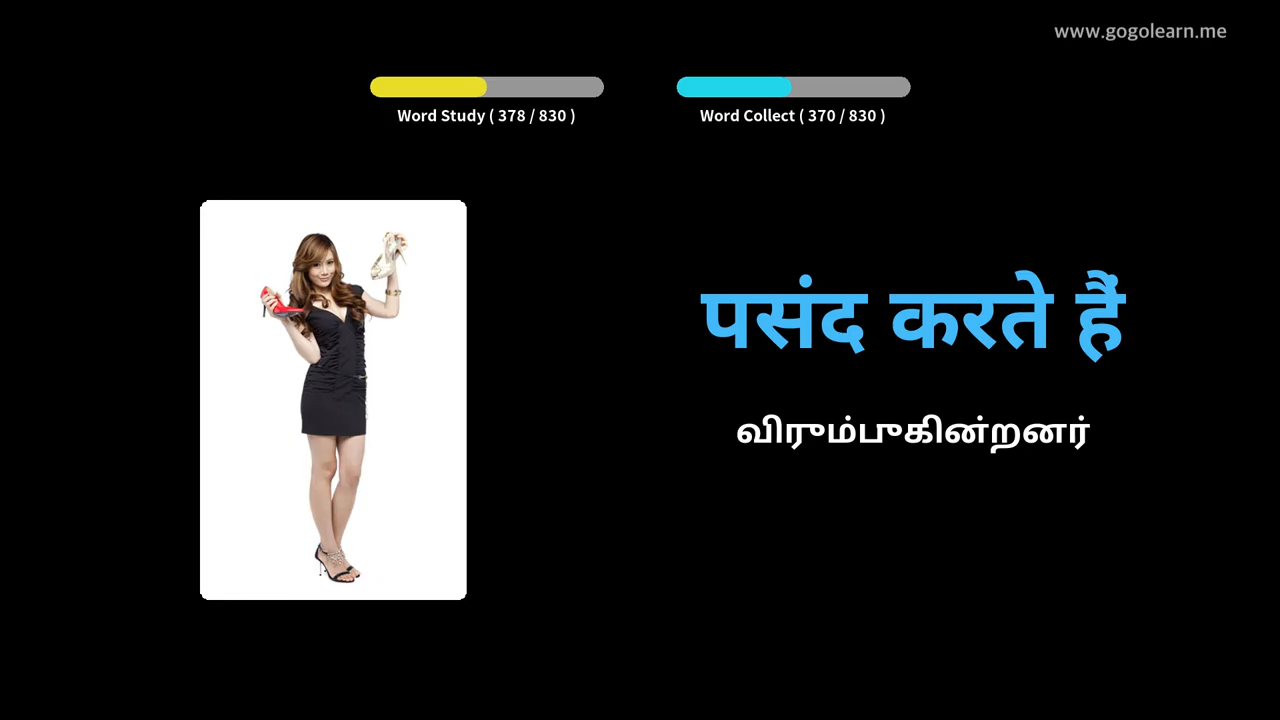 www.gogolearn.me
Word Study ( 378 / 830 )
Word Collect ( 370 / 830 )
पसंद करते हैं
விரும்புகின்றனர்